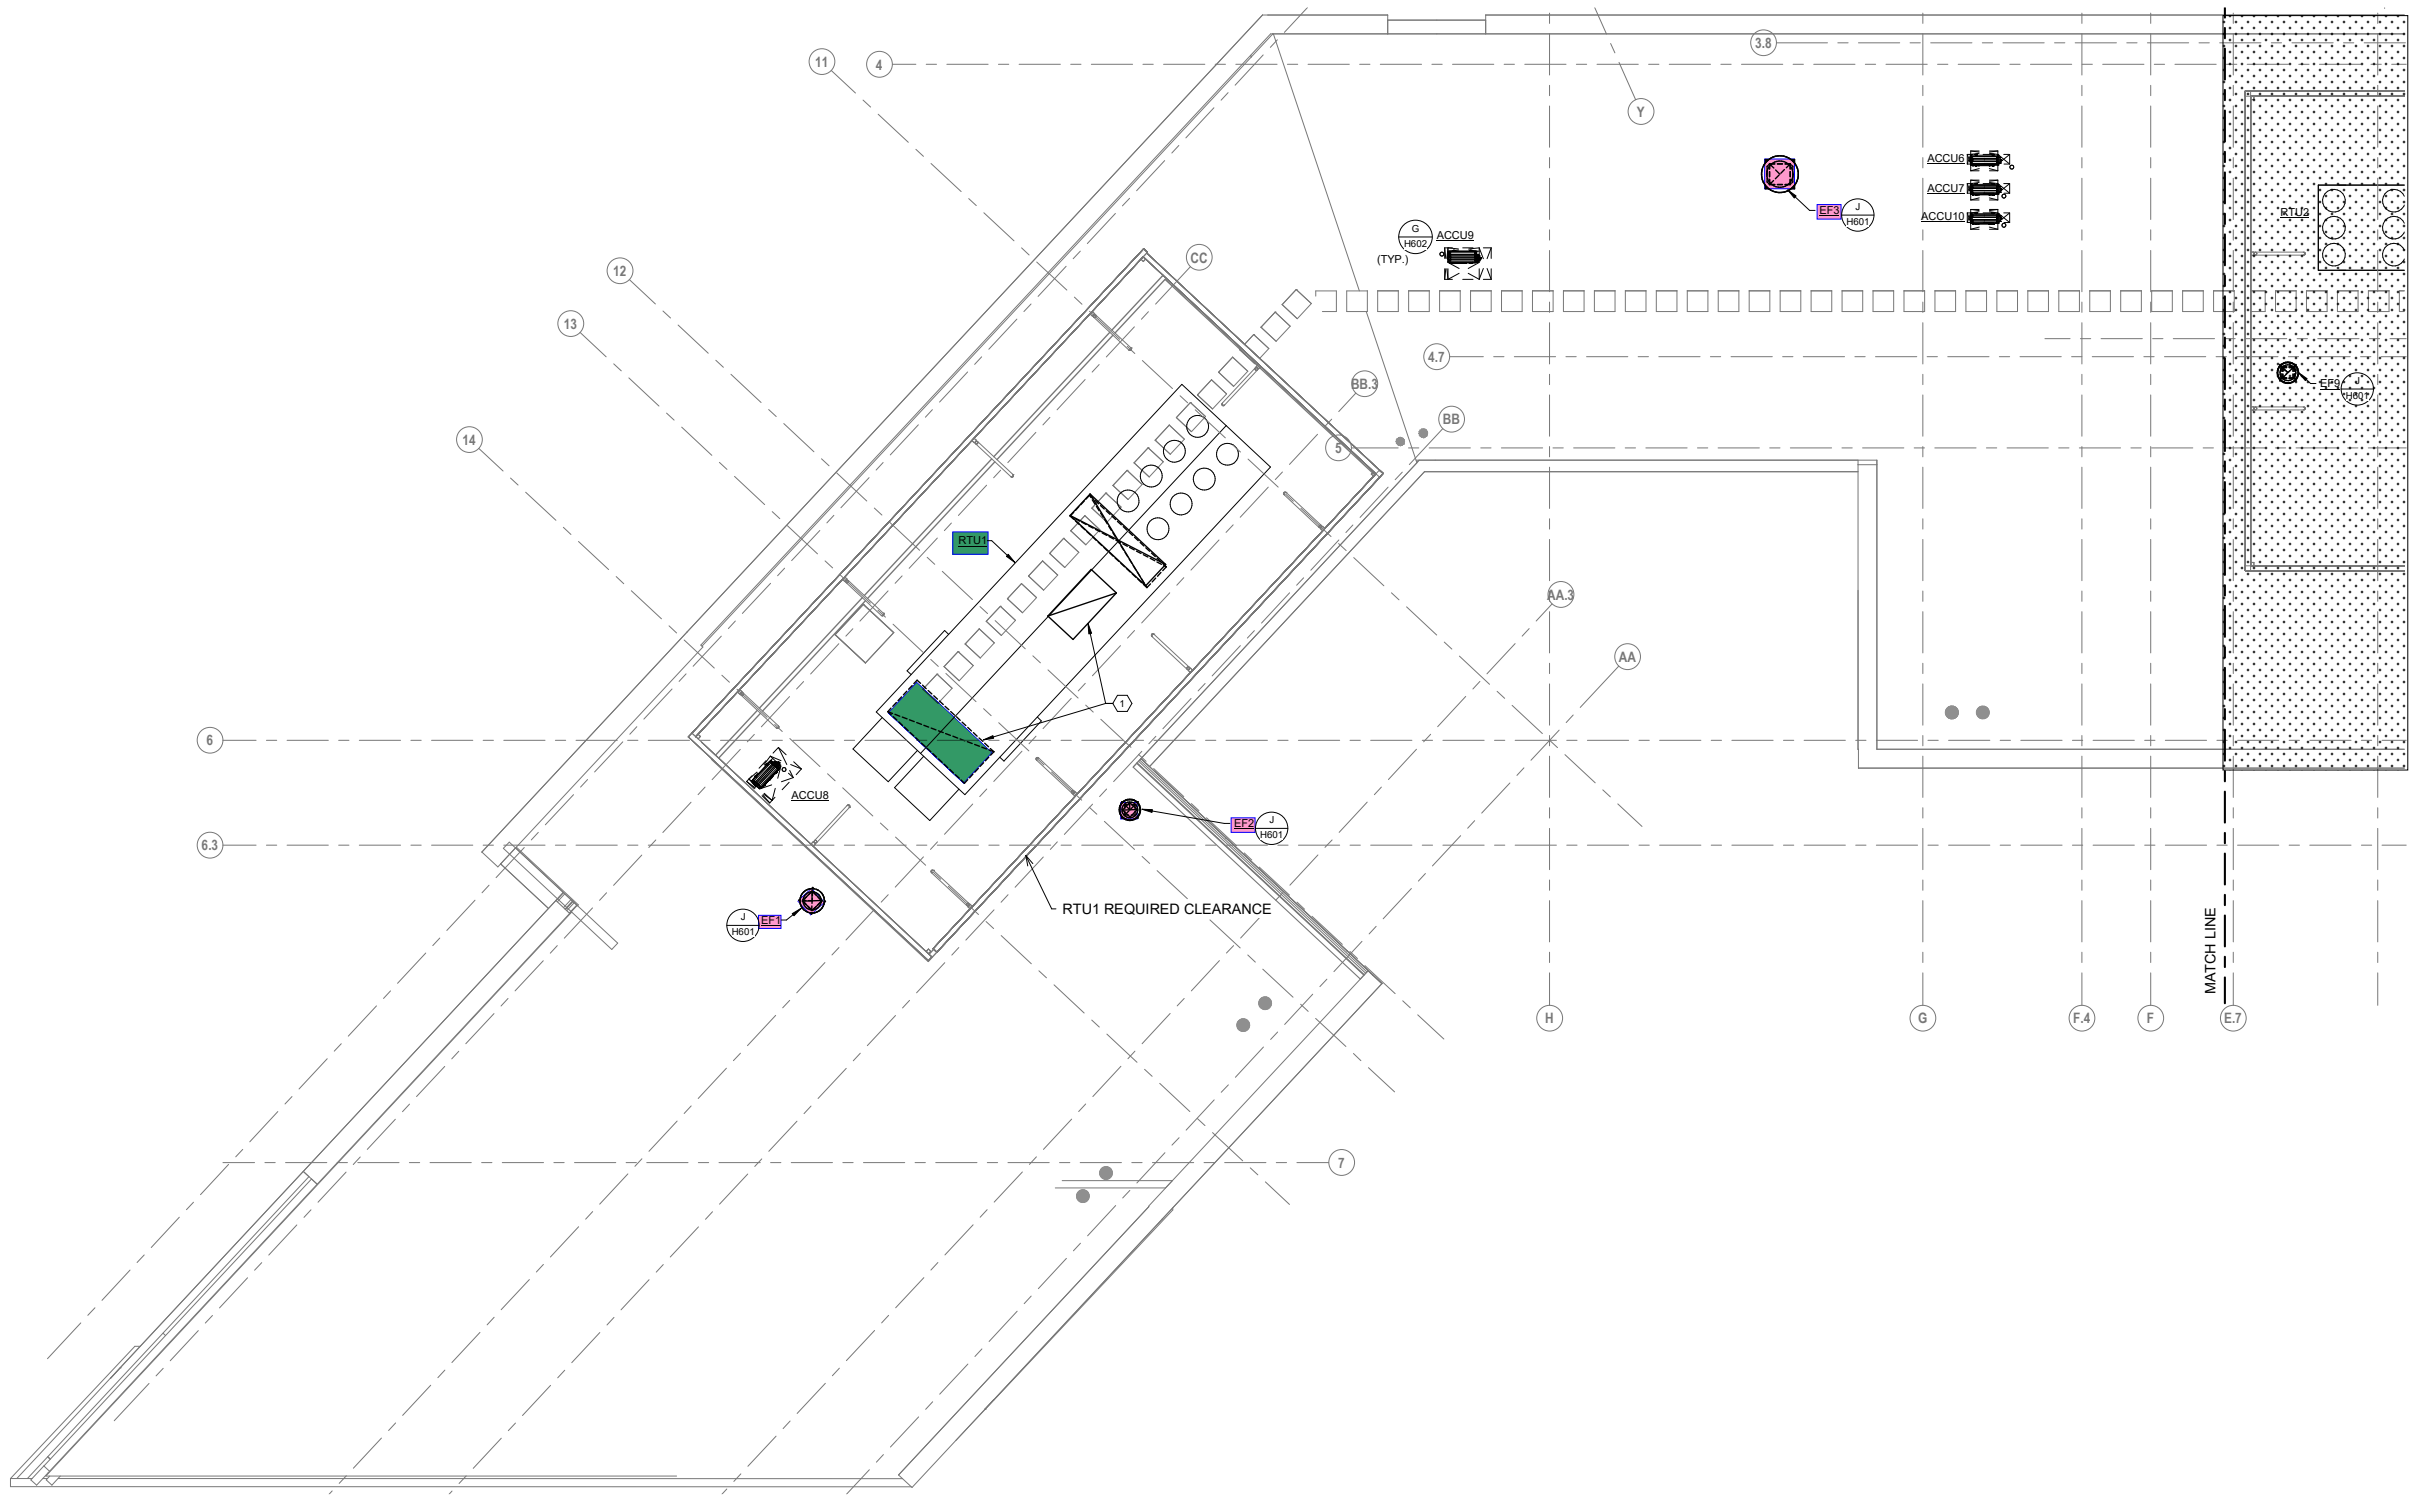 3.8
11
4
Y
ACCU6
ACCU7
ACCU10
EF3
J
H601
RTU2
G
H602
ACCU9
(TYP.)
CC
12
13
4.7
BB.3
EF9
J
H601
BB
14
5
RTU1
AA.3
AA
1
6
ACCU8
EF2
J
H601
6.3
RTU1 REQUIRED CLEARANCE
J
H601
EF1
MATCH LINE
H
G
F.4
F
E.7
7